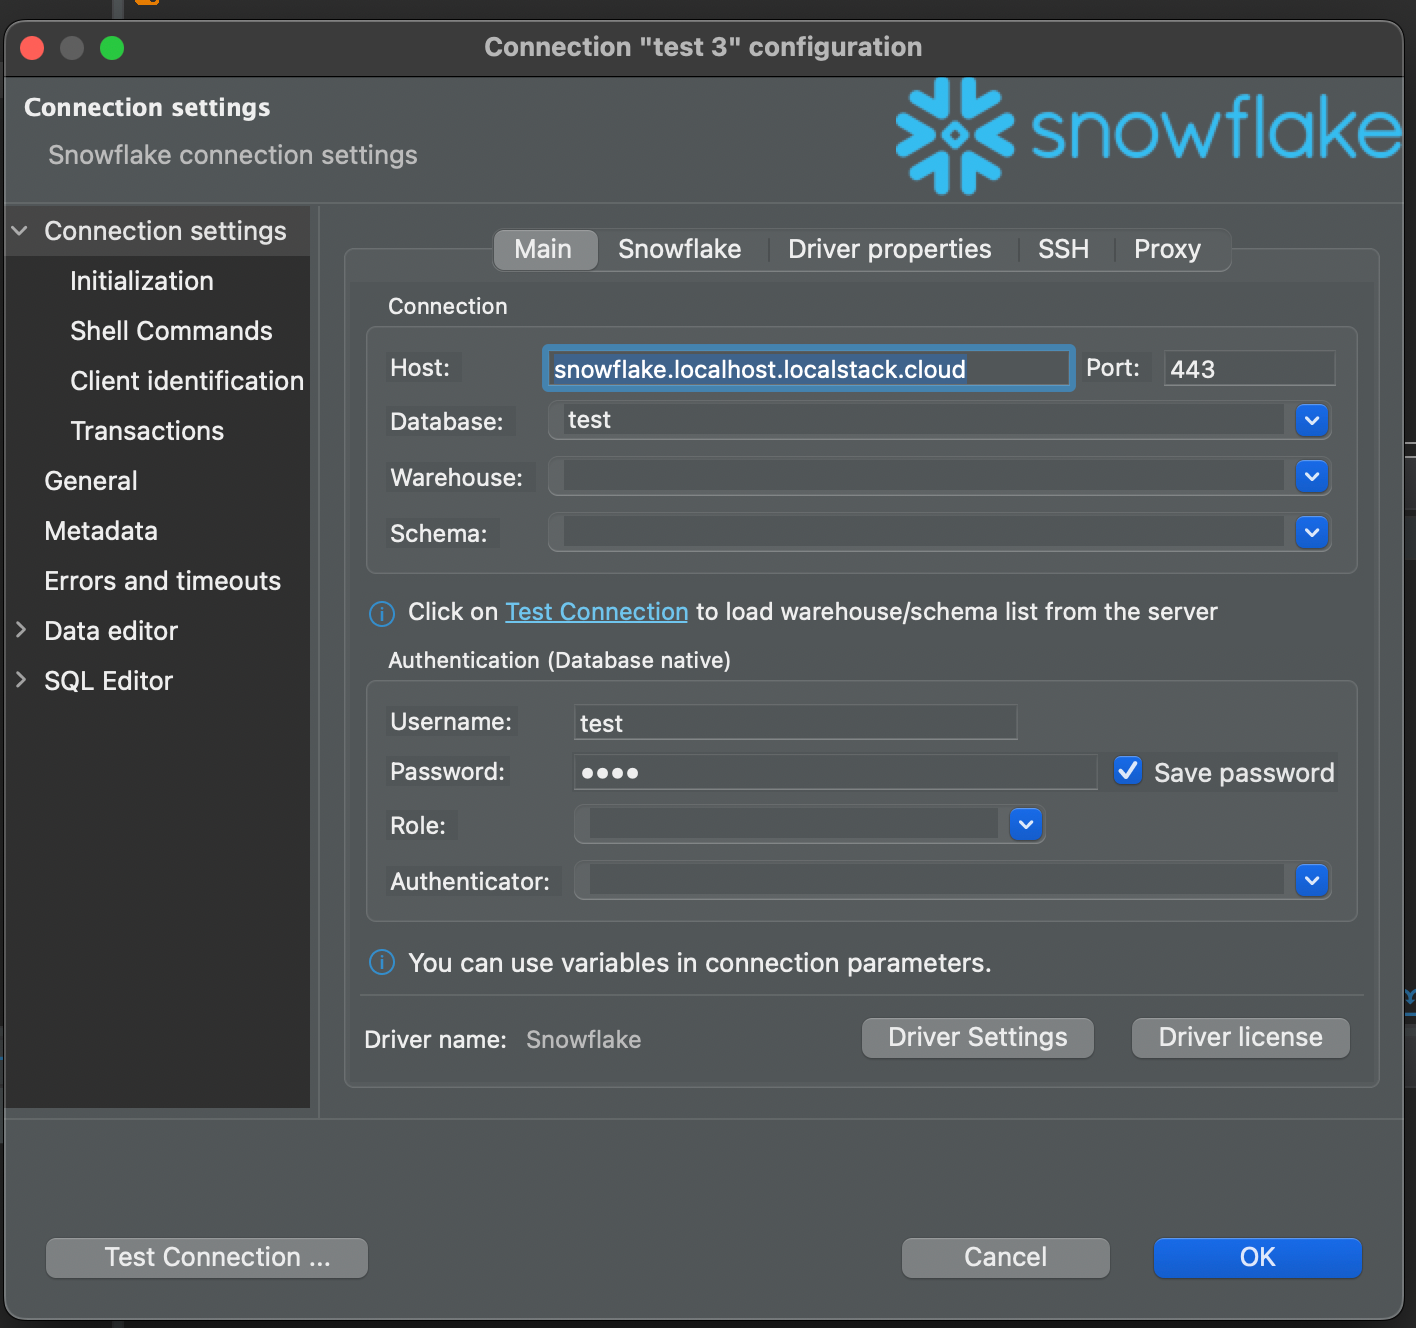 Connection "test 3" configuration
Connection settings
Snowflake connection settings
snowflake
Connection settings
Initialization
Shell Commands
Client identification
Transactions
General
Metadata
Errors and timeouts
Data editor
SQL Editor
Main Snowflake Driver properties SSH Proxy
Connection
Host: snowflake.localhost.localstack.cloud Port: 443
Database: test
Warehouse:
Schema:
Click on Test Connection to load warehouse/schema list from the server
Authentication (Database native)
Username: test
Password: ●●●● Save password
Role:
Authenticator:
You can use variables in connection parameters.
Driver name: Snowflake Driver Settings Driver license
Test Connection ... Cancel OK